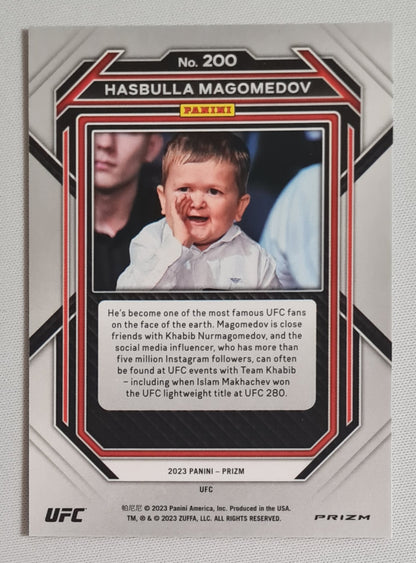 No. 200
HASBULLA MAGOMEDOV
PANINI
He's become one of the most famous UFC fans
on the face of the earth. Magomedov is close
friends with Khabib Nurmagomedov, and the
social media influencer, who has more than
five million Instagram followers, can often
be found at UFC events with Team Khabib
– including when Islam Makhachev won
the UFC lightweight title at UFC 280.
2023 PANINI – PRIZM
UFC
帕尼尼 © 2023 Panini America, Inc. Produced in the USA.
TM, ® & © 2023 ZUFFA, LLC. ALL RIGHTS RESERVED.
UFC
PRIZM